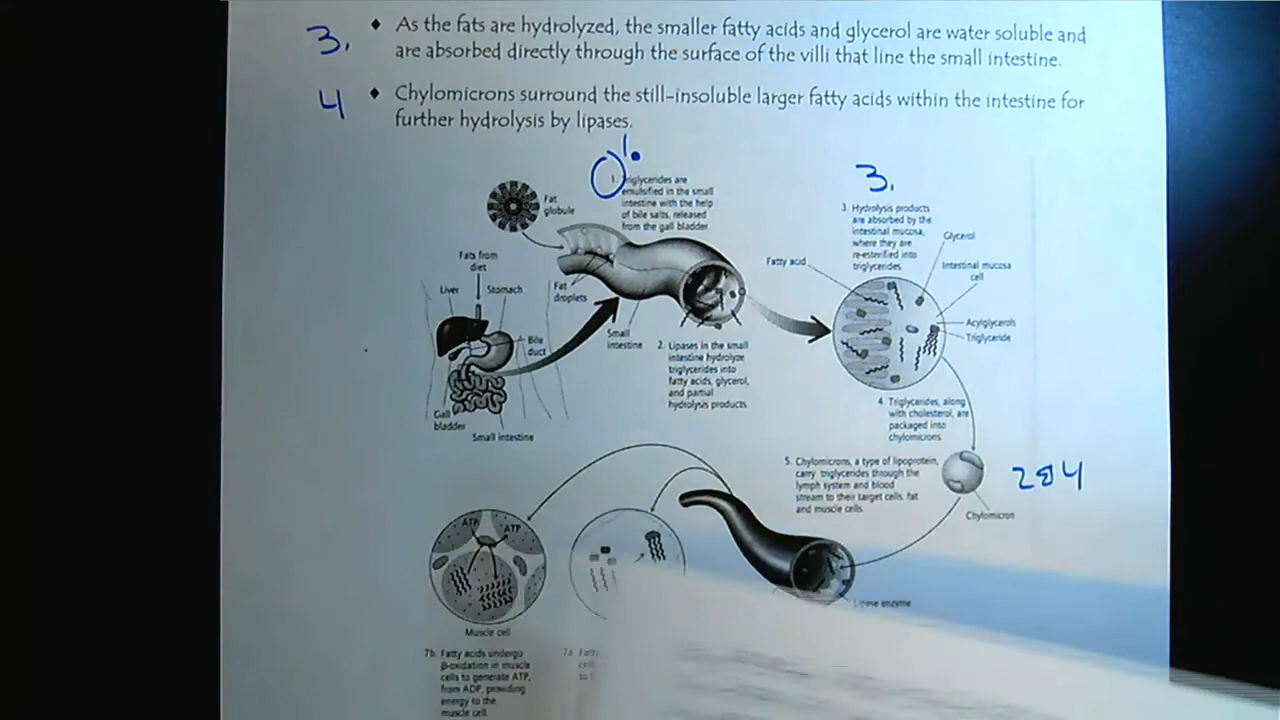 3. ♦ As the fats are hydrolyzed, the smaller fatty acids and glycerol are water soluble and
are absorbed directly through the surface of the villi that line the small intestine.
4 ♦ Chylomicrons surround the still-insoluble larger fatty acids within the intestine for
further hydrolysis by lipases.
1.
1. Triglycerides are
emulsified in the small
intestine with the help
of bile salts, released
from the gall bladder.
Fat
globule
3.
3. Hydrolysis products
are absorbed by the
intestinal mucosa,
where they are
re-esterified into
triglycerides.
Glycerol
Fatty acid
Intestinal mucosa
cell
Fats from
diet
Liver
Stomach
Fat
droplets
Acylglycerols
Triglyceride
Small
intestine
Bile
duct
2. Lipases in the small
intestine hydrolyze
triglycerides into
fatty acids, glycerol,
and partial
hydrolysis products.
Gall
bladder
Small intestine
4. Triglycerides, along
with cholesterol, are
packaged into
chylomicrons.
5. Chylomicrons, a type of lipoprotein,
carry triglycerides through the
lymph system and blood
stream to their target cells: fat
and muscle cells.
Chylomicron
ATP
ATP
enzyme
Muscle cell
7b. Fatty acids undergo
β-oxidation in muscle
cells to generate ATP,
from ADP, providing
energy to the
muscle cell.
7a.